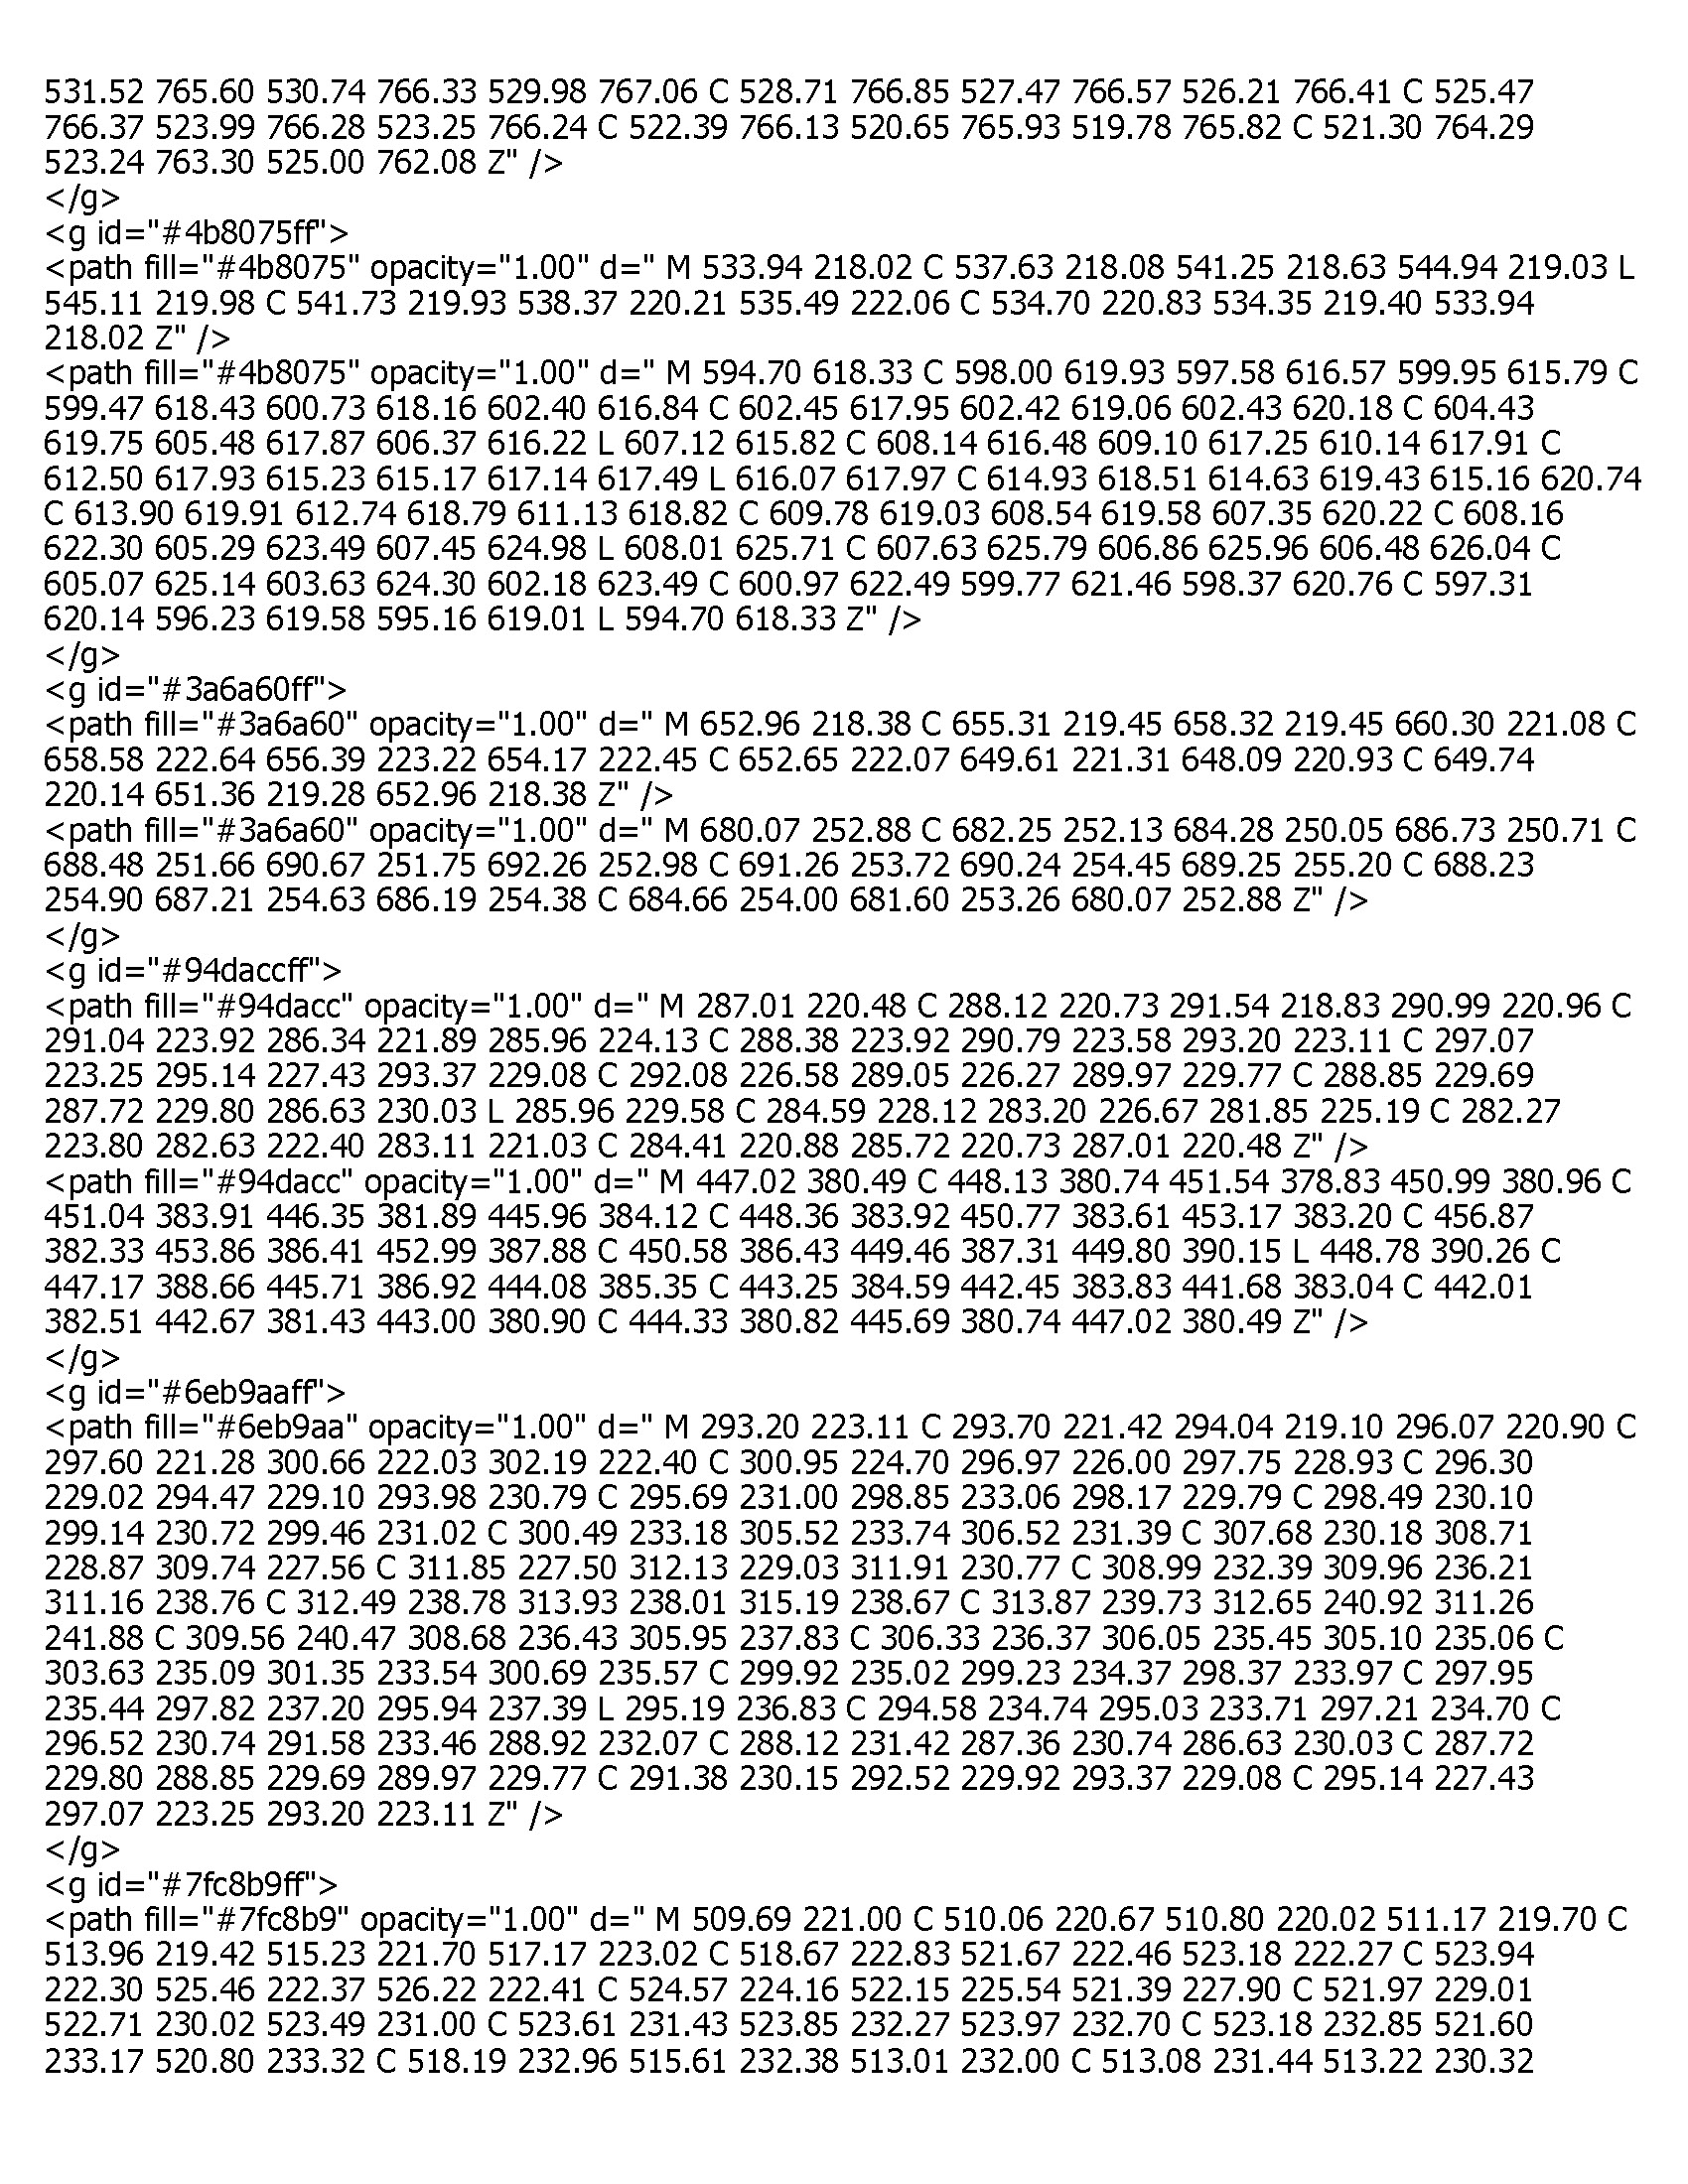 531.52 765.60 530.74 766.33 529.98 767.06 C 528.71 766.85 527.47 766.57 526.21 766.41 C 525.47
766.37 523.99 766.28 523.25 766.24 C 522.39 766.13 520.65 765.93 519.78 765.82 C 521.30 764.29
523.24 763.30 525.00 762.08 Z" />
</g>
<g id="#4b8075ff">
<path fill="#4b8075" opacity="1.00" d=" M 533.94 218.02 C 537.63 218.08 541.25 218.63 544.94 219.03 L
545.11 219.98 C 541.73 219.93 538.37 220.21 535.49 222.06 C 534.70 220.83 534.35 219.40 533.94
218.02 Z" />
<path fill="#4b8075" opacity="1.00" d=" M 594.70 618.33 C 598.00 619.93 597.58 616.57 599.95 615.79 C
599.47 618.43 600.73 618.16 602.40 616.84 C 602.45 617.95 602.42 619.06 602.43 620.18 C 604.43
619.75 605.48 617.87 606.37 616.22 L 607.12 615.82 C 608.14 616.48 609.10 617.25 610.14 617.91 C
612.50 617.93 615.23 615.17 617.14 617.49 L 616.07 617.97 C 614.93 618.51 614.63 619.43 615.16 620.74
C 613.90 619.91 612.74 618.79 611.13 618.82 C 609.78 619.03 608.54 619.58 607.35 620.22 C 608.16
622.30 605.29 623.49 607.45 624.98 L 608.01 625.71 C 607.63 625.79 606.86 625.96 606.48 626.04 C
605.07 625.14 603.63 624.30 602.18 623.49 C 600.97 622.49 599.77 621.46 598.37 620.76 C 597.31
620.14 596.23 619.58 595.16 619.01 L 594.70 618.33 Z" />
</g>
<g id="#3a6a60ff">
<path fill="#3a6a60" opacity="1.00" d=" M 652.96 218.38 C 655.31 219.45 658.32 219.45 660.30 221.08 C
658.58 222.64 656.39 223.22 654.17 222.45 C 652.65 222.07 649.61 221.31 648.09 220.93 C 649.74
220.14 651.36 219.28 652.96 218.38 Z" />
<path fill="#3a6a60" opacity="1.00" d=" M 680.07 252.88 C 682.25 252.13 684.28 250.05 686.73 250.71 C
688.48 251.66 690.67 251.75 692.26 252.98 C 691.26 253.72 690.24 254.45 689.25 255.20 C 688.23
254.90 687.21 254.63 686.19 254.38 C 684.66 254.00 681.60 253.26 680.07 252.88 Z" />
</g>
<g id="#94daccff">
<path fill="#94dacc" opacity="1.00" d=" M 287.01 220.48 C 288.12 220.73 291.54 218.83 290.99 220.96 C
291.04 223.92 286.34 221.89 285.96 224.13 C 288.38 223.92 290.79 223.58 293.20 223.11 C 297.07
223.25 295.14 227.43 293.37 229.08 C 292.08 226.58 289.05 226.27 289.97 229.77 C 288.85 229.69
287.72 229.80 286.63 230.03 L 285.96 229.58 C 284.59 228.12 283.20 226.67 281.85 225.19 C 282.27
223.80 282.63 222.40 283.11 221.03 C 284.41 220.88 285.72 220.73 287.01 220.48 Z" />
<path fill="#94dacc" opacity="1.00" d=" M 447.02 380.49 C 448.13 380.74 451.54 378.83 450.99 380.96 C
451.04 383.91 446.35 381.89 445.96 384.12 C 448.36 383.92 450.77 383.61 453.17 383.20 C 456.87
382.33 453.86 386.41 452.99 387.88 C 450.58 386.43 449.46 387.31 449.80 390.15 L 448.78 390.26 C
447.17 388.66 445.71 386.92 444.08 385.35 C 443.25 384.59 442.45 383.83 441.68 383.04 C 442.01
382.51 442.67 381.43 443.00 380.90 C 444.33 380.82 445.69 380.74 447.02 380.49 Z" />
</g>
<g id="#6eb9aaff">
<path fill="#6eb9aa" opacity="1.00" d=" M 293.20 223.11 C 293.70 221.42 294.04 219.10 296.07 220.90 C
297.60 221.28 300.66 222.03 302.19 222.40 C 300.95 224.70 296.97 226.00 297.75 228.93 C 296.30
229.02 294.47 229.10 293.98 230.79 C 295.69 231.00 298.85 233.06 298.17 229.79 C 298.49 230.10
299.14 230.72 299.46 231.02 C 300.49 233.18 305.52 233.74 306.52 231.39 C 307.68 230.18 308.71
228.87 309.74 227.56 C 311.85 227.50 312.13 229.03 311.91 230.77 C 308.99 232.39 309.96 236.21
311.16 238.76 C 312.49 238.78 313.93 238.01 315.19 238.67 C 313.87 239.73 312.65 240.92 311.26
241.88 C 309.56 240.47 308.68 236.43 305.95 237.83 C 306.33 236.37 306.05 235.45 305.10 235.06 C
303.63 235.09 301.35 233.54 300.69 235.57 C 299.92 235.02 299.23 234.37 298.37 233.97 C 297.95
235.44 297.82 237.20 295.94 237.39 L 295.19 236.83 C 294.58 234.74 295.03 233.71 297.21 234.70 C
296.52 230.74 291.58 233.46 288.92 232.07 C 288.12 231.42 287.36 230.74 286.63 230.03 C 287.72
229.80 288.85 229.69 289.97 229.77 C 291.38 230.15 292.52 229.92 293.37 229.08 C 295.14 227.43
297.07 223.25 293.20 223.11 Z" />
</g>
<g id="#7fc8b9ff">
<path fill="#7fc8b9" opacity="1.00" d=" M 509.69 221.00 C 510.06 220.67 510.80 220.02 511.17 219.70 C
513.96 219.42 515.23 221.70 517.17 223.02 C 518.67 222.83 521.67 222.46 523.18 222.27 C 523.94
222.30 525.46 222.37 526.22 222.41 C 524.57 224.16 522.15 225.54 521.39 227.90 C 521.97 229.01
522.71 230.02 523.49 231.00 C 523.61 231.43 523.85 232.27 523.97 232.70 C 523.18 232.85 521.60
233.17 520.80 233.32 C 518.19 232.96 515.61 232.38 513.01 232.00 C 513.08 231.44 513.22 230.32